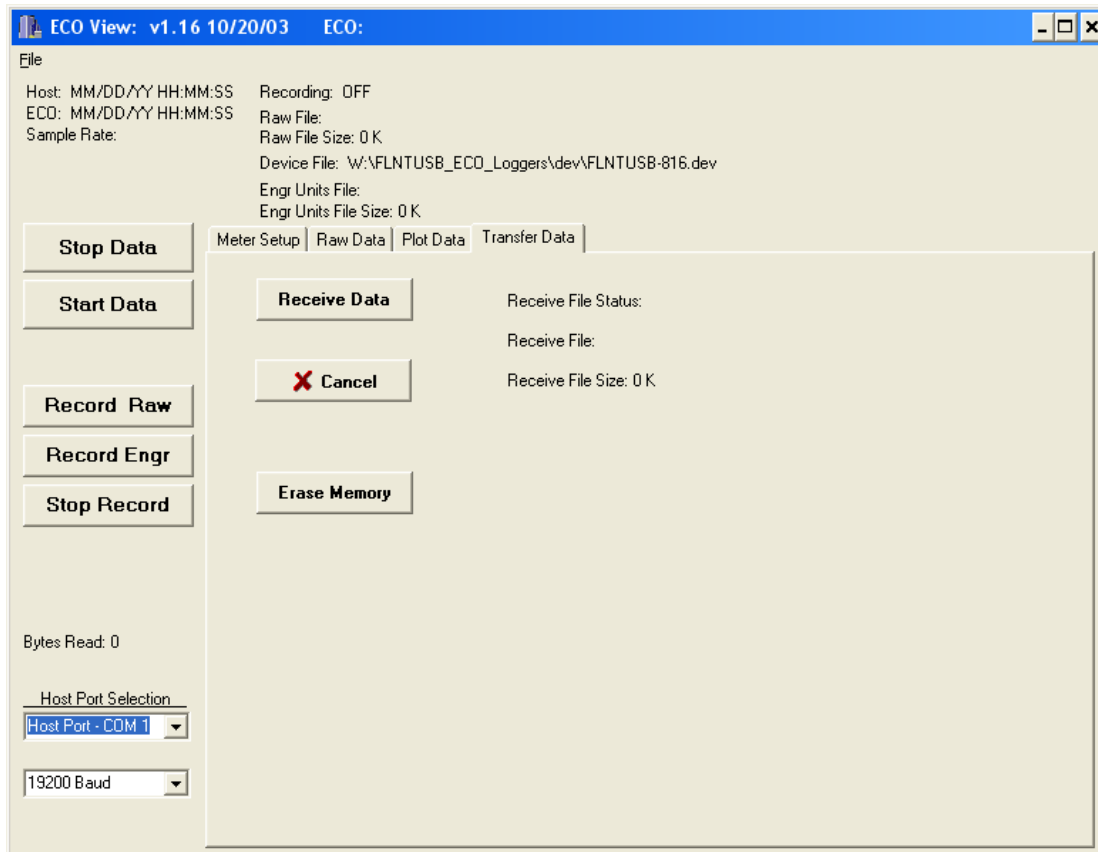 ECO View: v1.16 10/20/03 ECO:
File
Host: MM/DD/YY HH:MM:SS
ECO: MM/DD/YY HH:MM:SS
Sample Rate:
Recording: OFF
Raw File:
Raw File Size: 0 K
Device File: W:\FLNTUSB_ECO_Loggers\dev\FLNTUSB-816.dev
Engr Units File:
Engr Units File Size: 0 K
Stop Data
Start Data
Record Raw
Record Engr
Stop Record
Bytes Read: 0
Host Port Selection
Host Port - COM 1
19200 Baud
Meter Setup Raw Data Plot Data Transfer Data
Receive Data
Cancel
Erase Memory
Receive File Status:
Receive File:
Receive File Size: 0 K